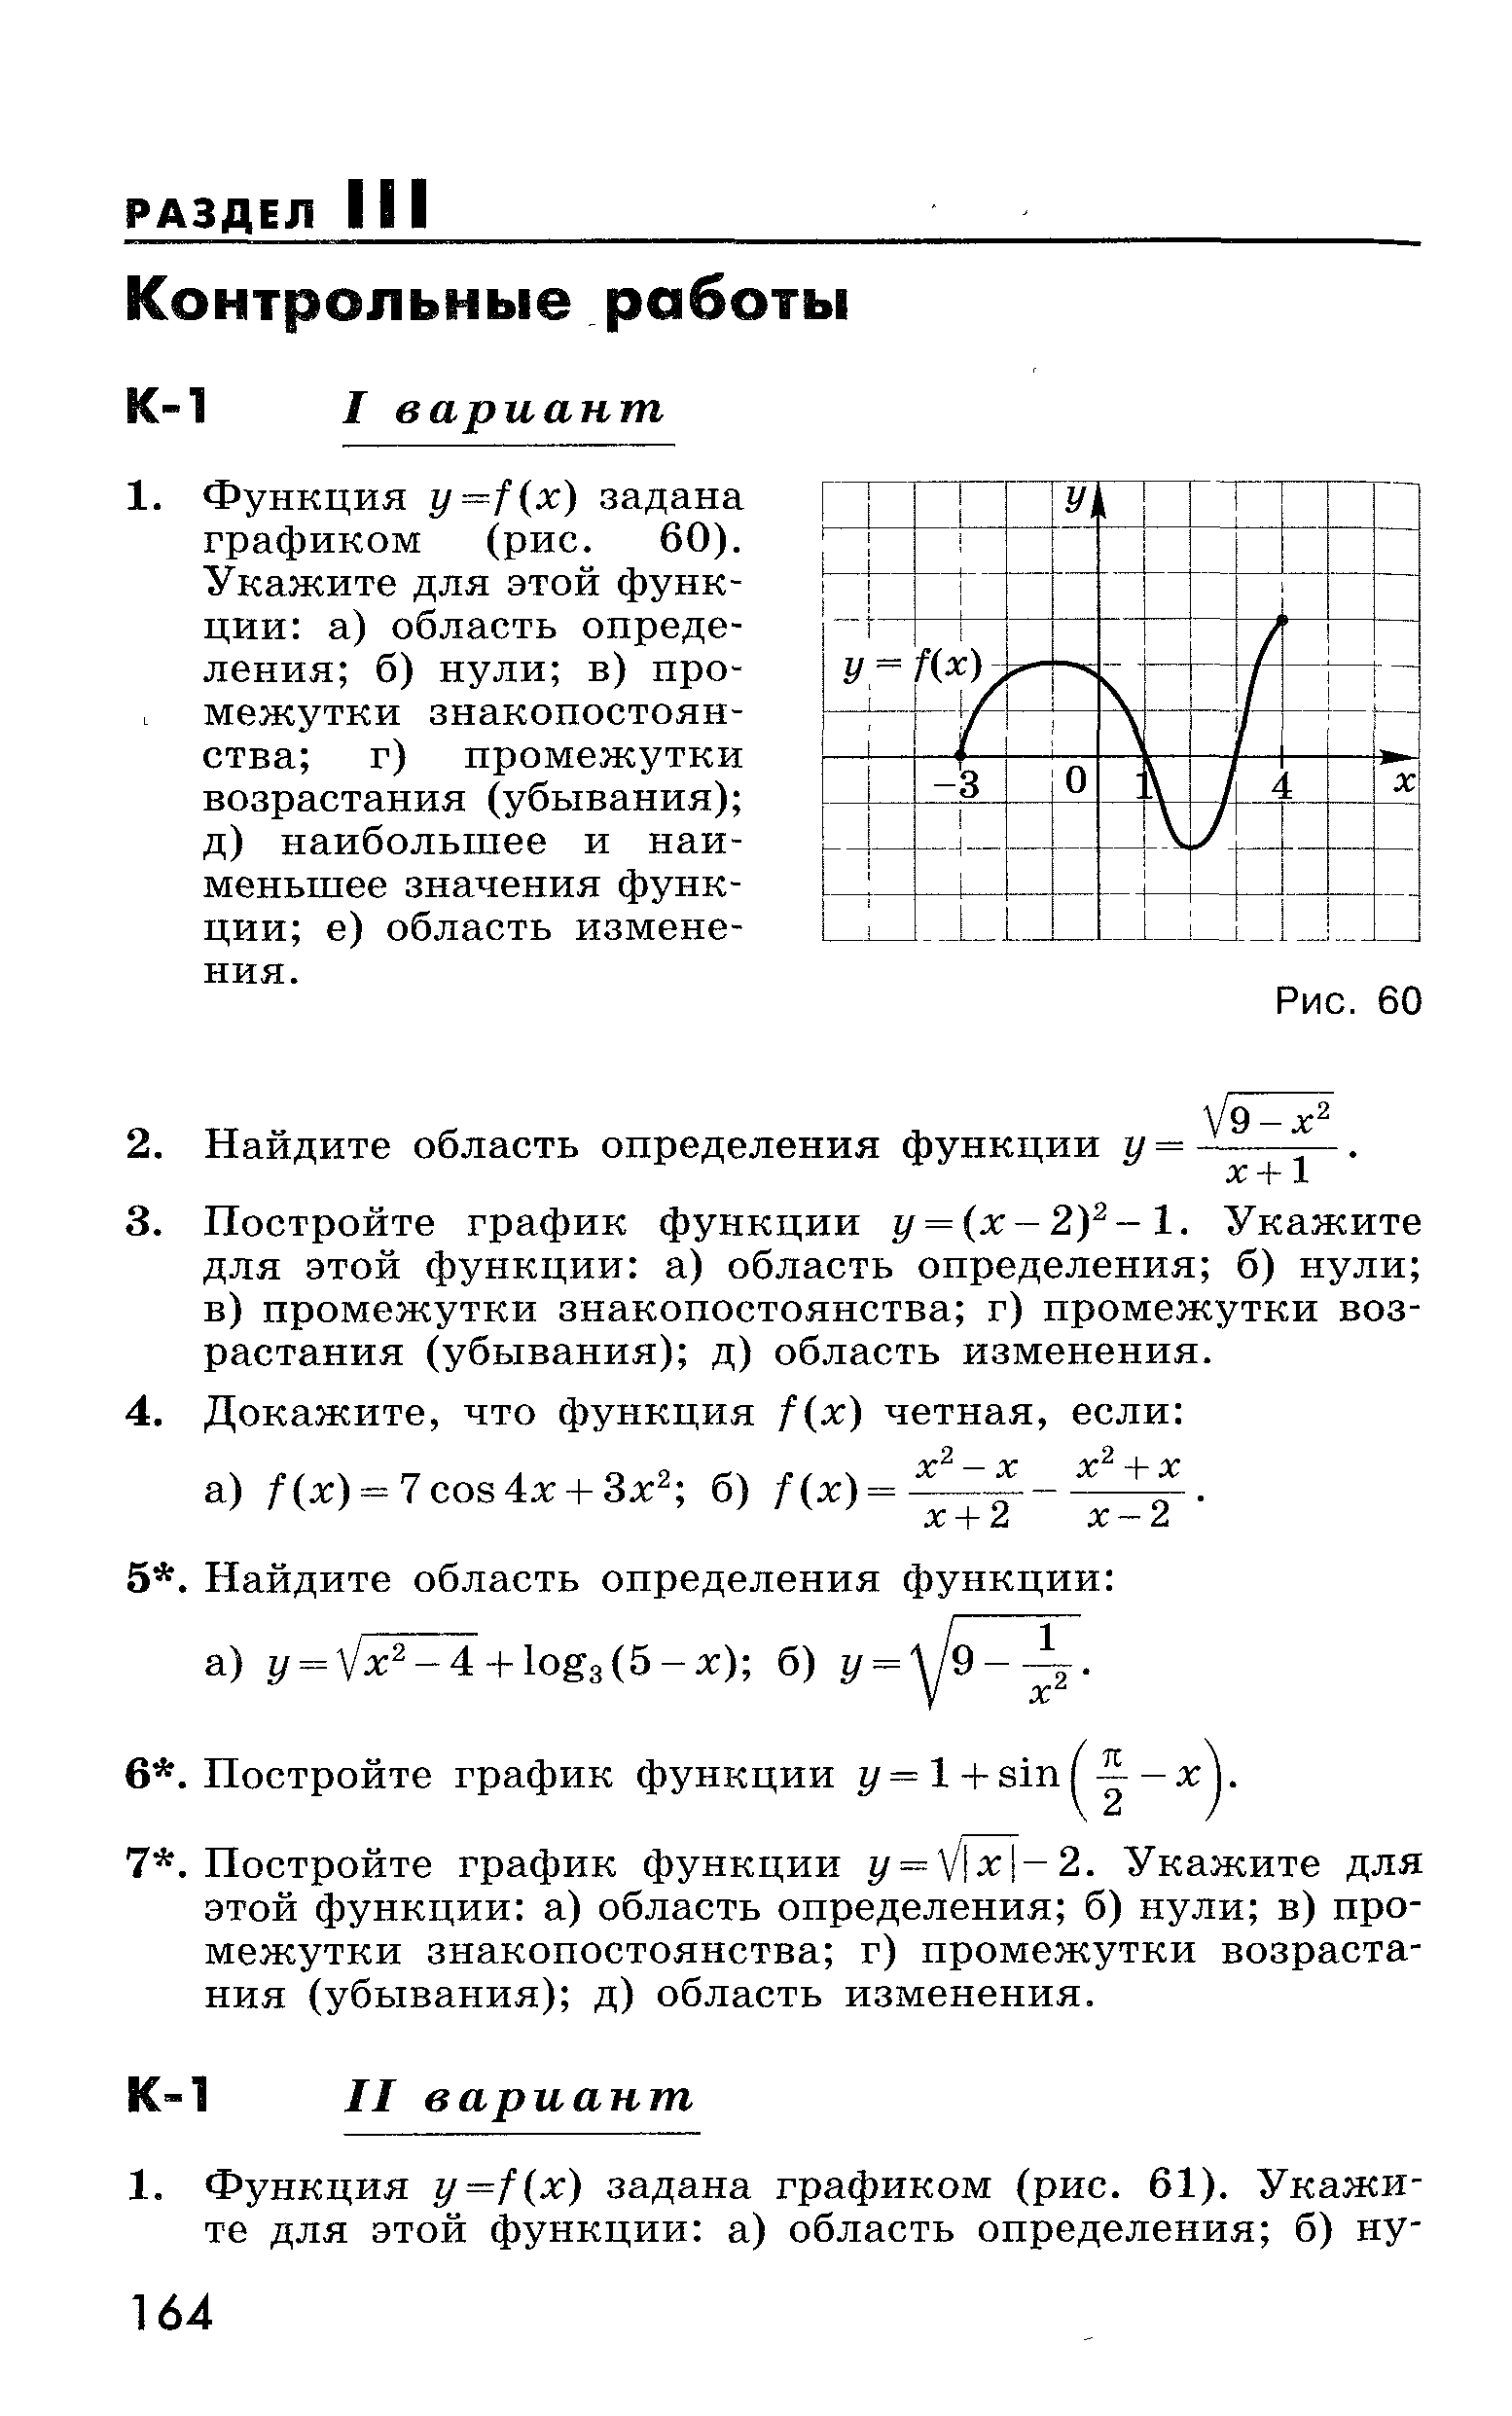 РАЗДЕЛ III
Контрольные работы
К-1 I вариант
1. Функция y=f(x) задана
графиком (рис. 60).
Укажите для этой функ-
ции: а) область опреде-
ления; б) нули; в) про-
межутки знакопостоян-
ства; г) промежутки
возрастания (убывания);
д) наибольшее и наи-
меньшее значения функ-
ции; е) область измене-
ния.
y
y = f(x)
-3 0 1 4 x
Рис. 60
2. Найдите область определения функции y = √(9 – x²) / (x + 1).
3. Постройте график функции y = (x – 2)² – 1. Укажите
для этой функции: а) область определения; б) нули;
в) промежутки знакопостоянства; г) промежутки воз-
растания (убывания); д) область изменения.
4. Докажите, что функция f(x) четная, если:
а) f(x) = 7 cos 4x + 3x²; б) f(x) = (x² – x)/(x + 2) – (x² + x)/(x – 2).
5*. Найдите область определения функции:
а) y = √(x² – 4) + log₃(5 – x); б) y = √(9 – 1/x²).
6*. Постройте график функции y = 1 + sin(π/2 – x).
7*. Постройте график функции y = √|x| – 2. Укажите для
этой функции: а) область определения; б) нули; в) про-
межутки знакопостоянства; г) промежутки возраста-
ния (убывания); д) область изменения.
К-1 II вариант
1. Функция y=f(x) задана графиком (рис. 61). Укажи-
те для этой функции: а) область определения; б) ну-
164